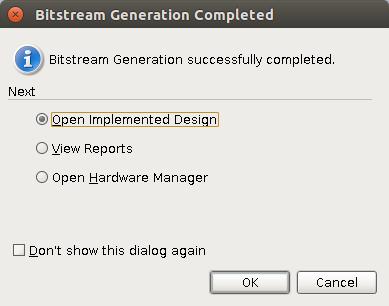 Bitstream Generation Completed
Bitstream Generation successfully completed.
Next
Open Implemented Design
View Reports
Open Hardware Manager
Don't show this dialog again
OK Cancel